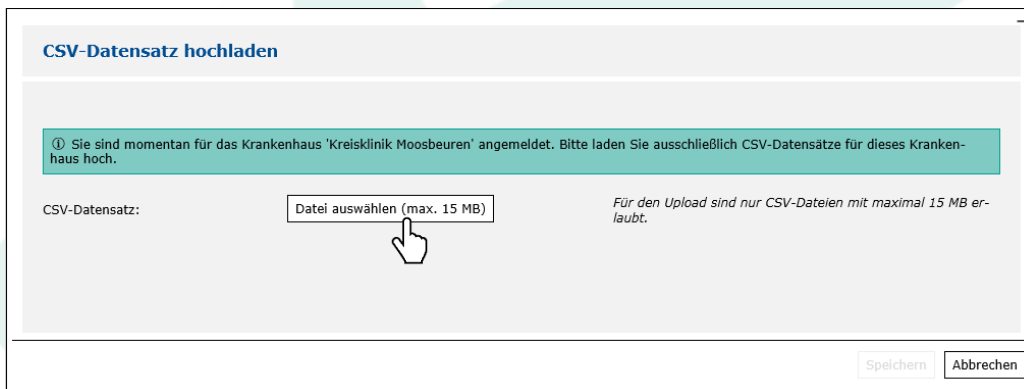 CSV-Datensatz hochladen
ⓘ Sie sind momentan für das Krankenhaus 'Kreisklinik Moosbeuren' angemeldet. Bitte laden Sie ausschließlich CSV-Datensätze für dieses Kranken-
haus hoch.
CSV-Datensatz:
Datei auswählen (max. 15 MB)
Für den Upload sind nur CSV-Dateien mit maximal 15 MB er-
laubt.
Speichern
Abbrechen